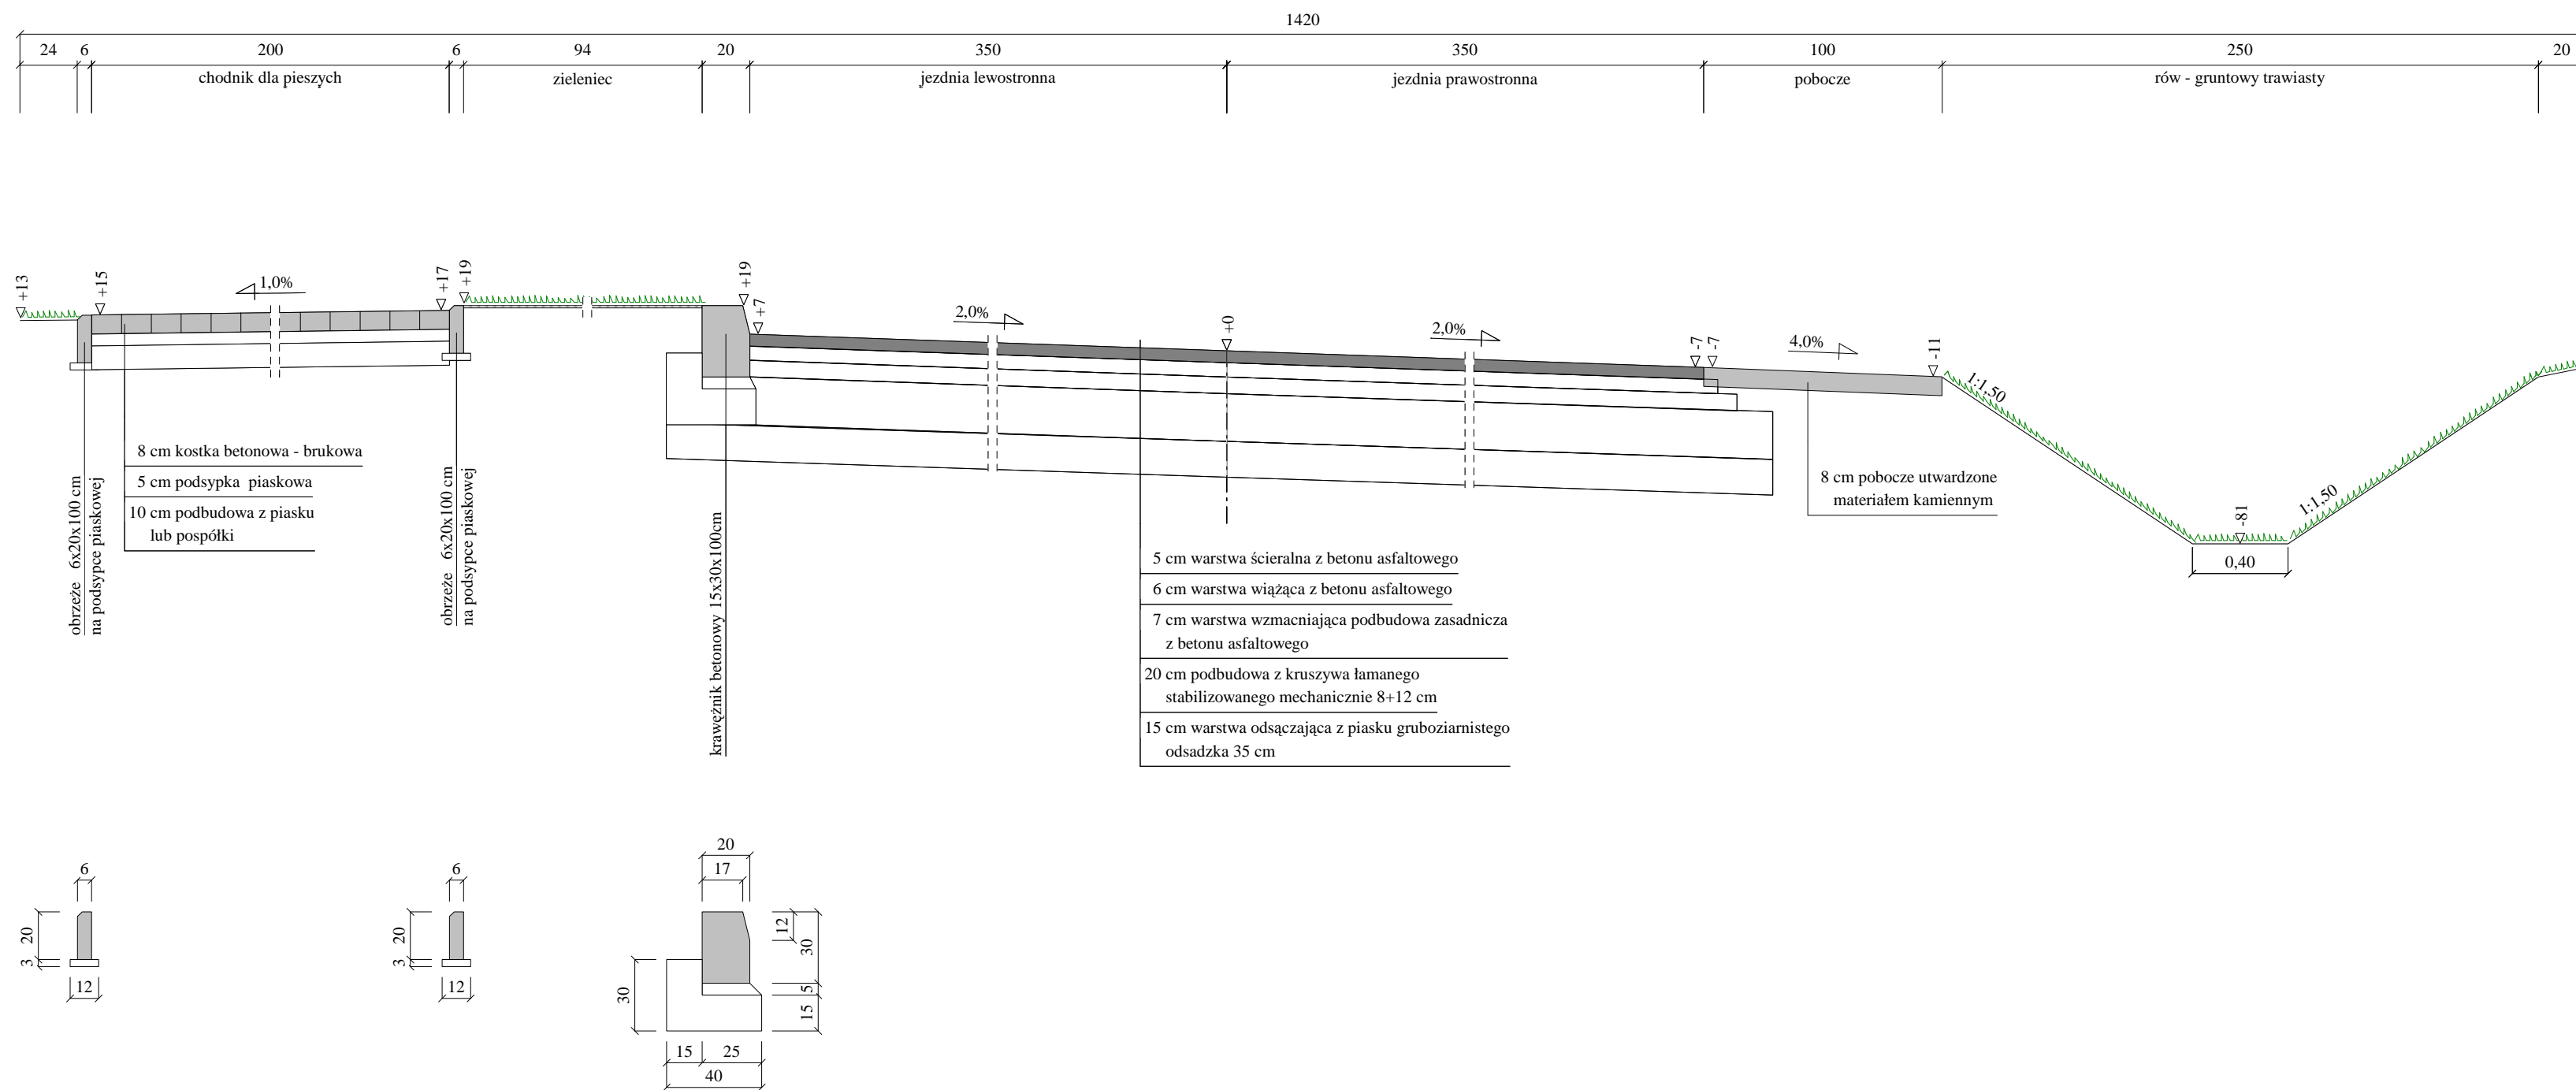 1420
24 6 200 6 94 20 350 350 100 250 20
chodnik dla pieszych
zieleniec
jezdnia lewostronna
jezdnia prawostronna
pobocze
rów - gruntowy trawiasty
+13
+15
1,0%
+17
+19
+19
+7
2,0%
+0
2,0%
-7
-7
4,0%
-11
1:1,50
-81
1:1,50
0,40
8 cm kostka betonowa - brukowa
5 cm podsypka piaskowa
10 cm podbudowa z piasku
lub pospółki
obrzeże 6x20x100 cm
na podsypce piaskowej
obrzeże 6x20x100 cm
na podsypce piaskowej
krawężnik betonowy 15x30x100cm
8 cm pobocze utwardzone
materiałem kamiennym
5 cm warstwa ścieralna z betonu asfaltowego
6 cm warstwa wiążąca z betonu asfaltowego
7 cm warstwa wzmacniająca podbudowa zasadnicza
z betonu asfaltowego
20 cm podbudowa z kruszywa łamanego
stabilizowanego mechanicznie 8+12 cm
15 cm warstwa odsączająca z piasku gruboziarnistego
odsadzka 35 cm
6
20
3
12
6
20
3
12
20
17
12
30
5
15
30
15 25
40